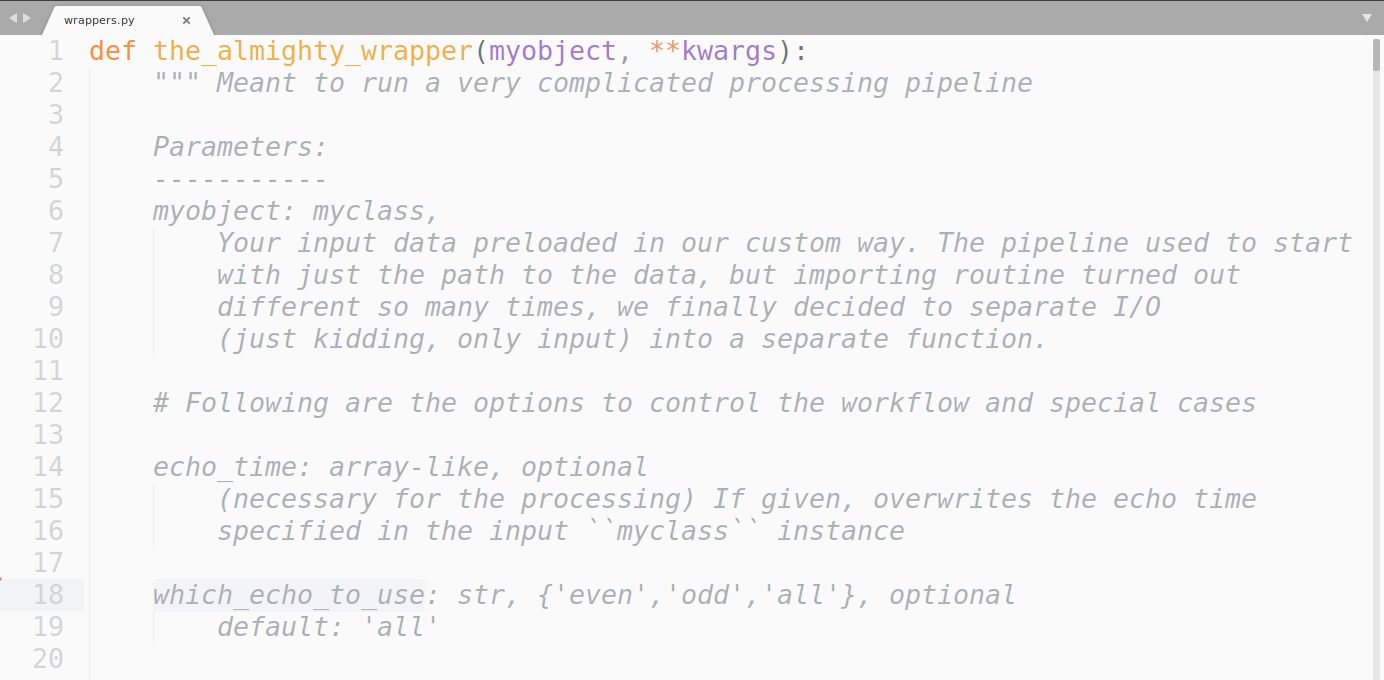 wrappers.py ×
1 def the_almighty_wrapper(myobject, **kwargs):
2 """ Meant to run a very complicated processing pipeline
3
4 Parameters:
5 -----------
6 myobject: myclass,
7 Your input data preloaded in our custom way. The pipeline used to start
8 with just the path to the data, but importing routine turned out
9 different so many times, we finally decided to separate I/O
10 (just kidding, only input) into a separate function.
11
12 # Following are the options to control the workflow and special cases
13
14 echo_time: array-like, optional
15 (necessary for the processing) If given, overwrites the echo time
16 specified in the input ``myclass`` instance
17
18 which_echo_to_use: str, {'even','odd','all'}, optional
19 default: 'all'
20